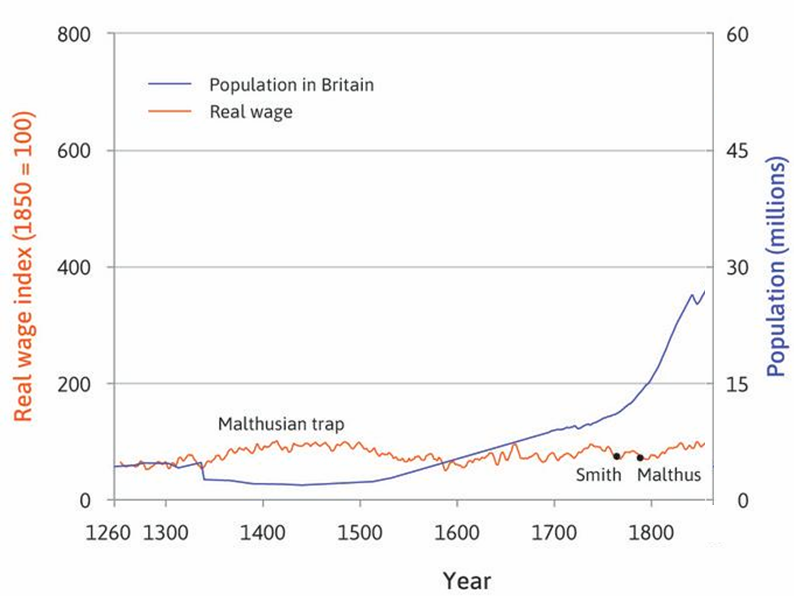 800
60
Population in Britain
Real wage
600
45
400
30
200
15
Malthusian trap
Smith
Malthus
0
0
1260 1300 1400 1500 1600 1700 1800
Year
Real wage index (1850 = 100)
Population (millions)